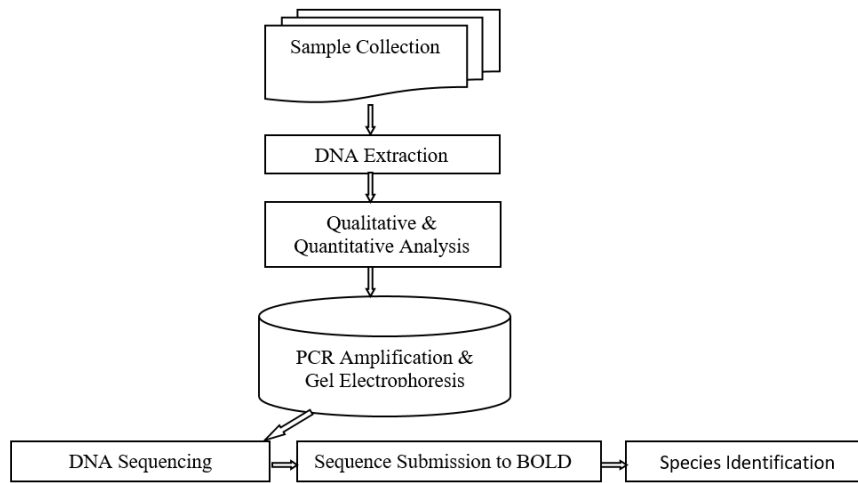 Sample Collection
DNA Extraction
Qualitative &
Quantitative Analysis
PCR Amplification &
Gel Electrophoresis
DNA Sequencing
Sequence Submission to BOLD
Species Identification